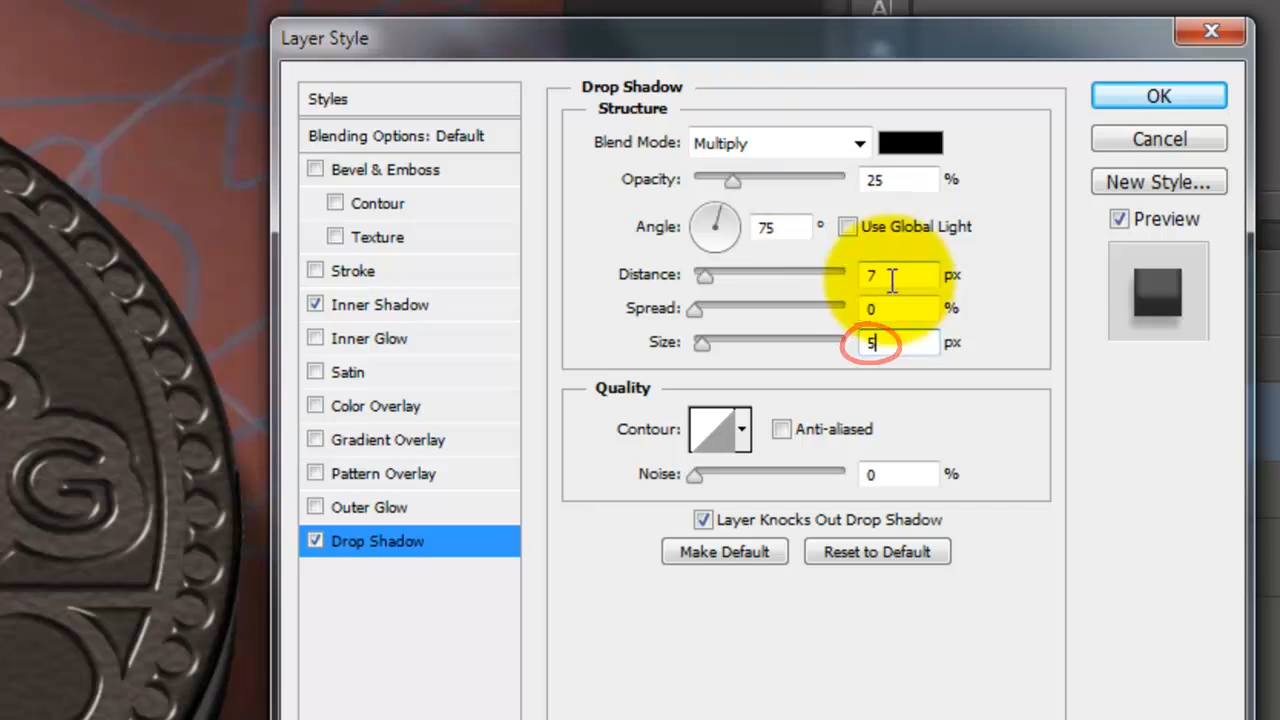 A|
Layer Style
Styles
Blending Options: Default
Bevel & Emboss
Contour
Texture
Stroke
Inner Shadow
Inner Glow
Satin
Color Overlay
Gradient Overlay
Pattern Overlay
Outer Glow
Drop Shadow
Drop Shadow
Structure
Blend Mode: Multiply
Opacity: 25 %
Angle: 75 ° Use Global Light
Distance: 7 px
Spread: 0 %
Size: 5 px
Quality
Contour: Anti-aliased
Noise: 0 %
Layer Knocks Out Drop Shadow
Make Default Reset to Default
OK
Cancel
New Style...
Preview
G